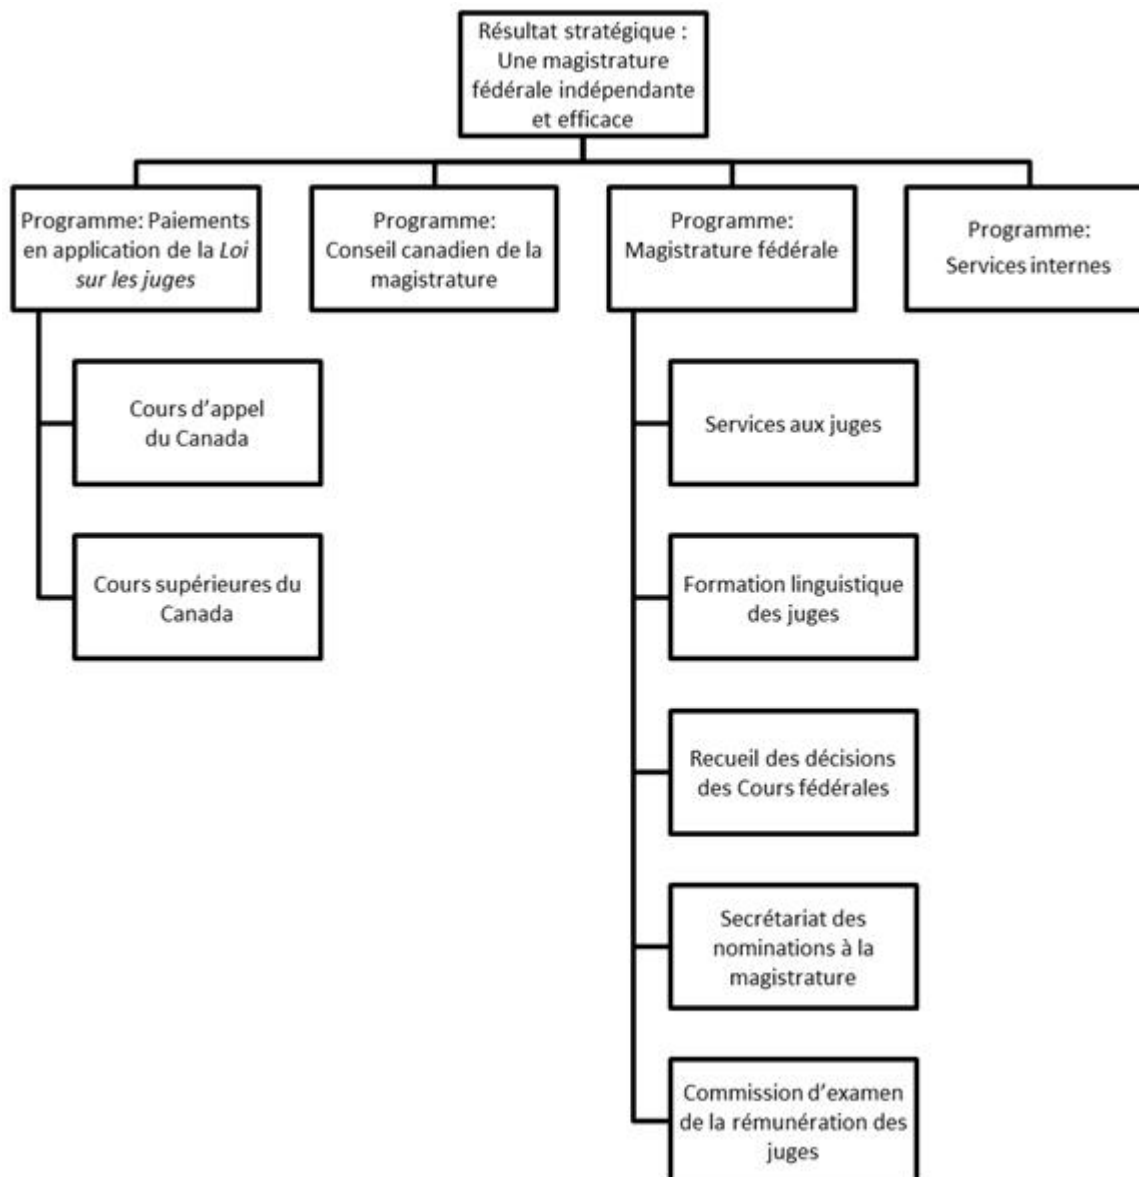 Résultat stratégique :
Une magistrature
fédérale indépendante
et efficace
Programme: Paiements
en application de la Loi
sur les juges
Programme:
Conseil canadien de la
magistrature
Programme:
Magistrature fédérale
Programme:
Services internes
Cours d’appel
du Canada
Cours supérieures du
Canada
Services aux juges
Formation linguistique
des juges
Recueil des décisions
des Cours fédérales
Secrétariat des
nominations à la
magistrature
Commission d’examen
de la rémunération des
juges